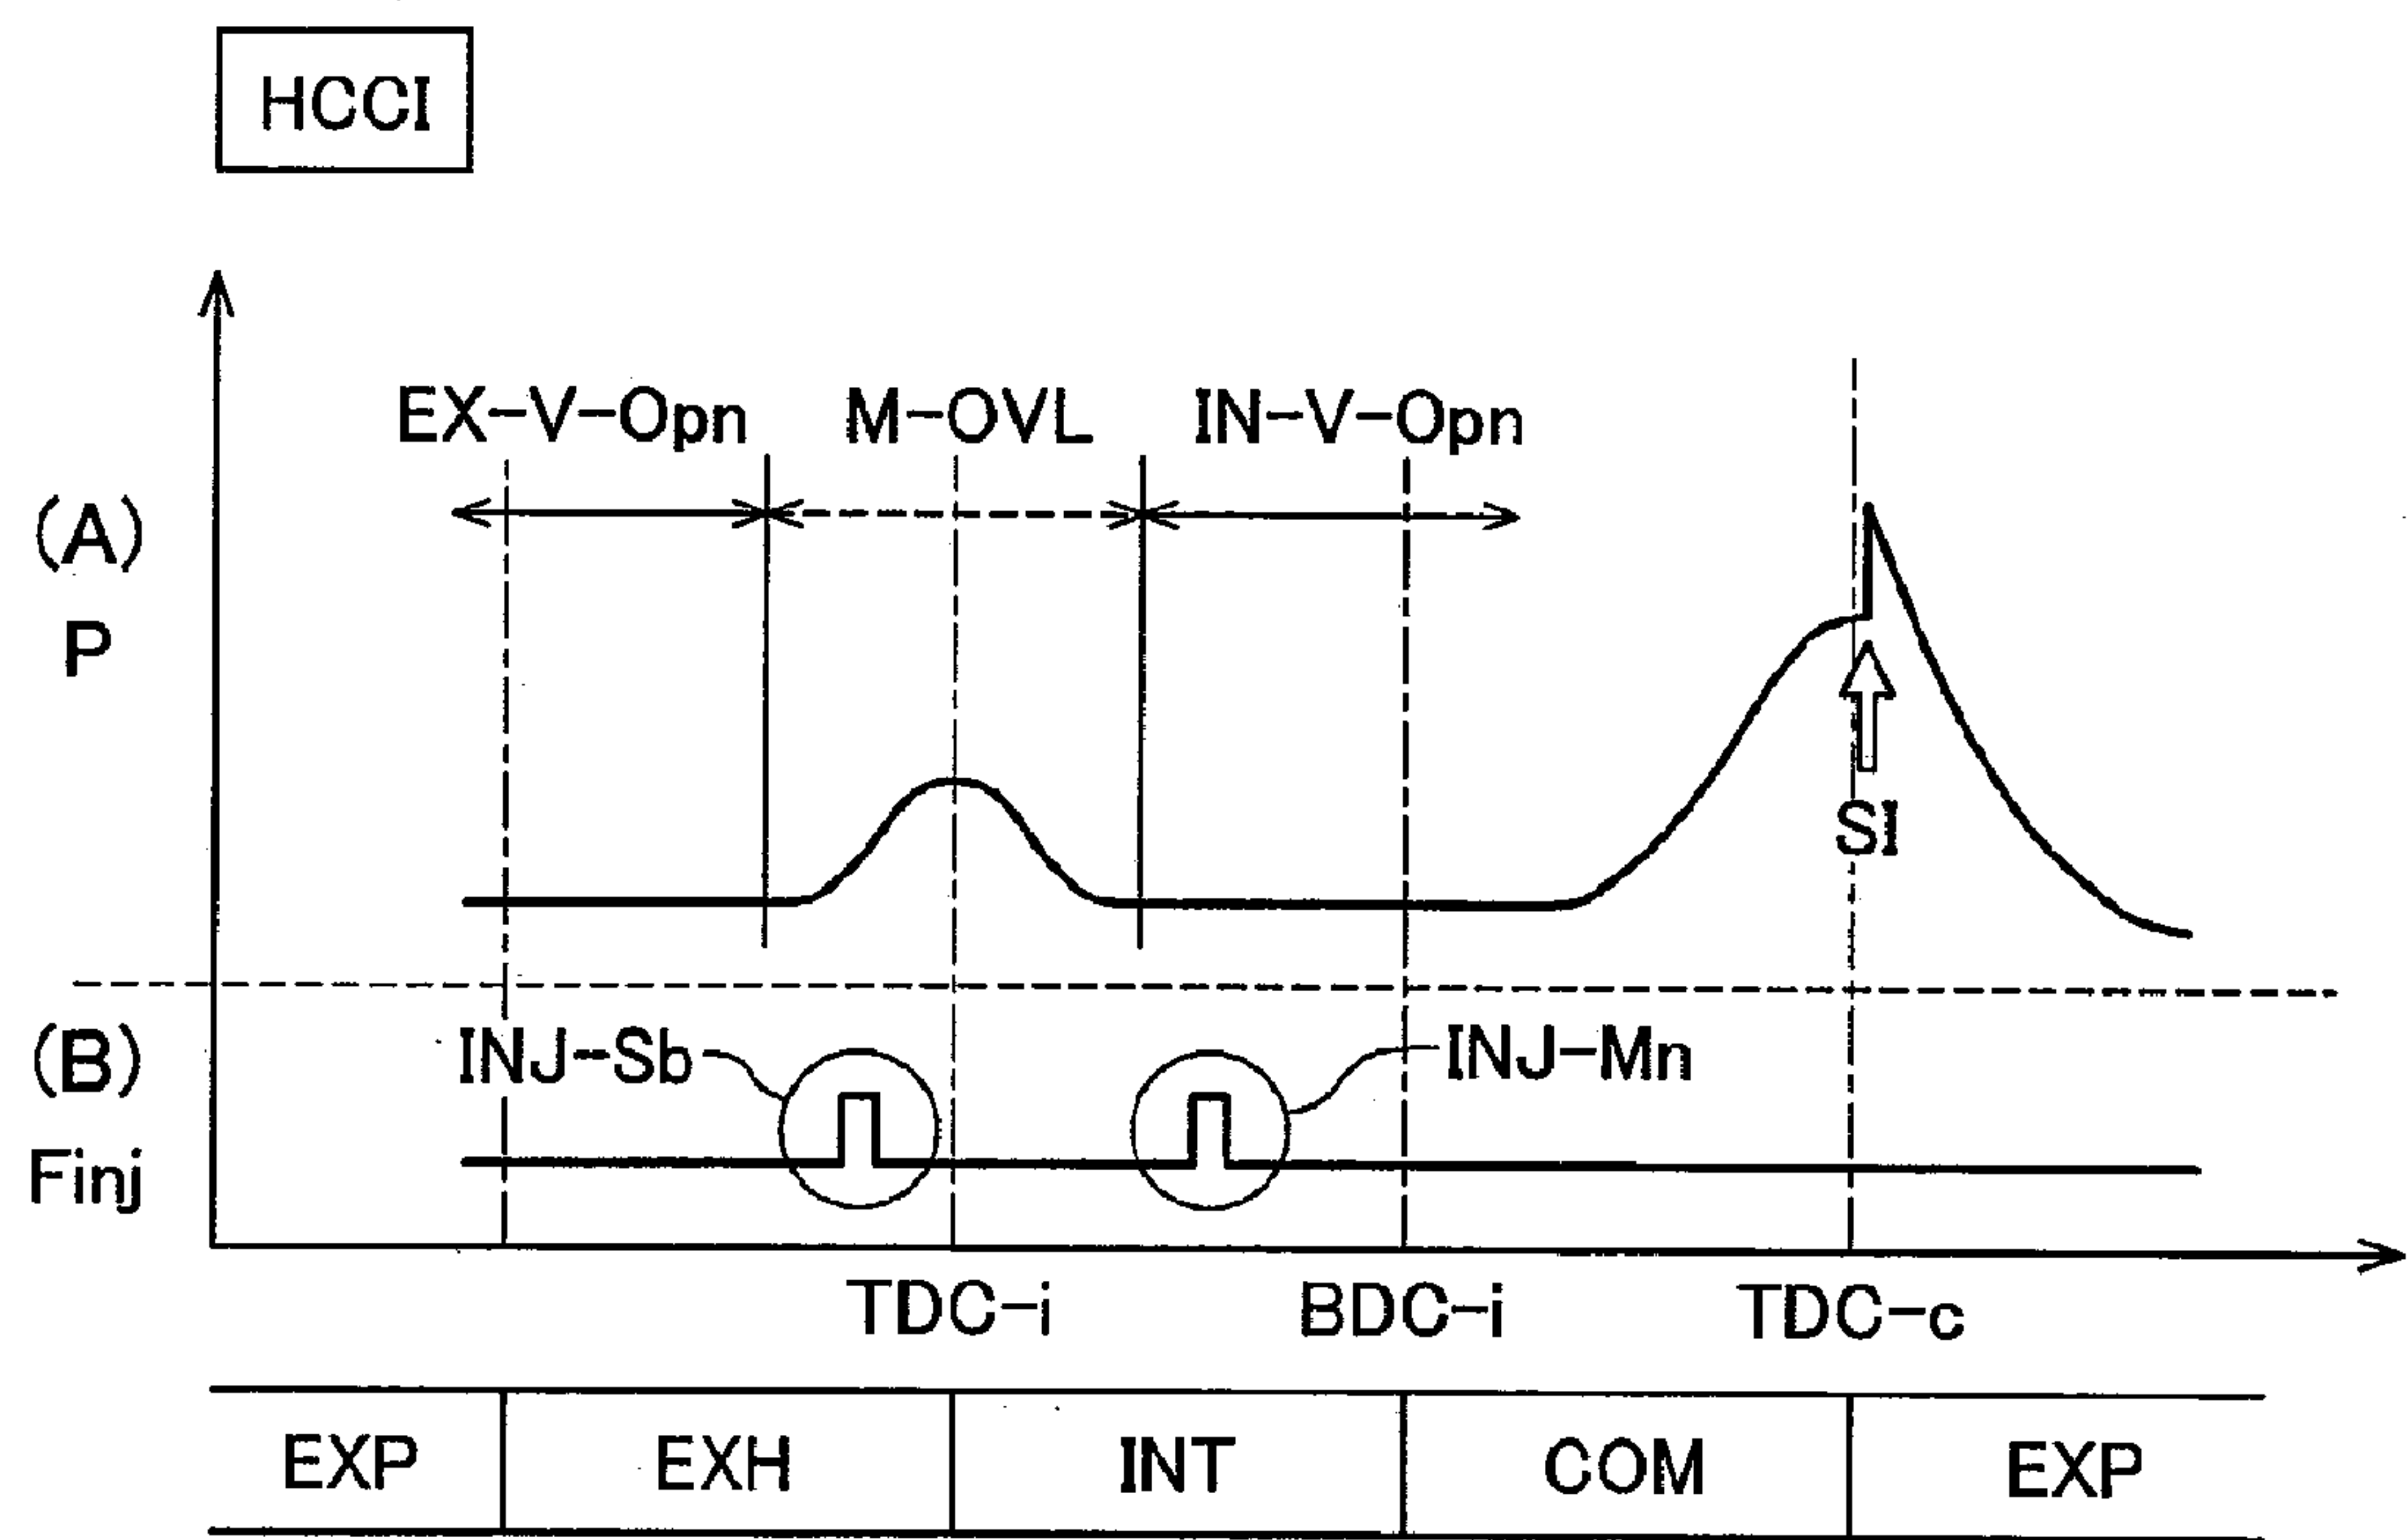 HCCI
EX-V-Opn M-OVL IN-V-Opn
(A)
P
SI
(B)
INJ-Sb INJ-Mn
Finj
TDC-i BDC-i TDC-c
EXP EXH INT COM EXP